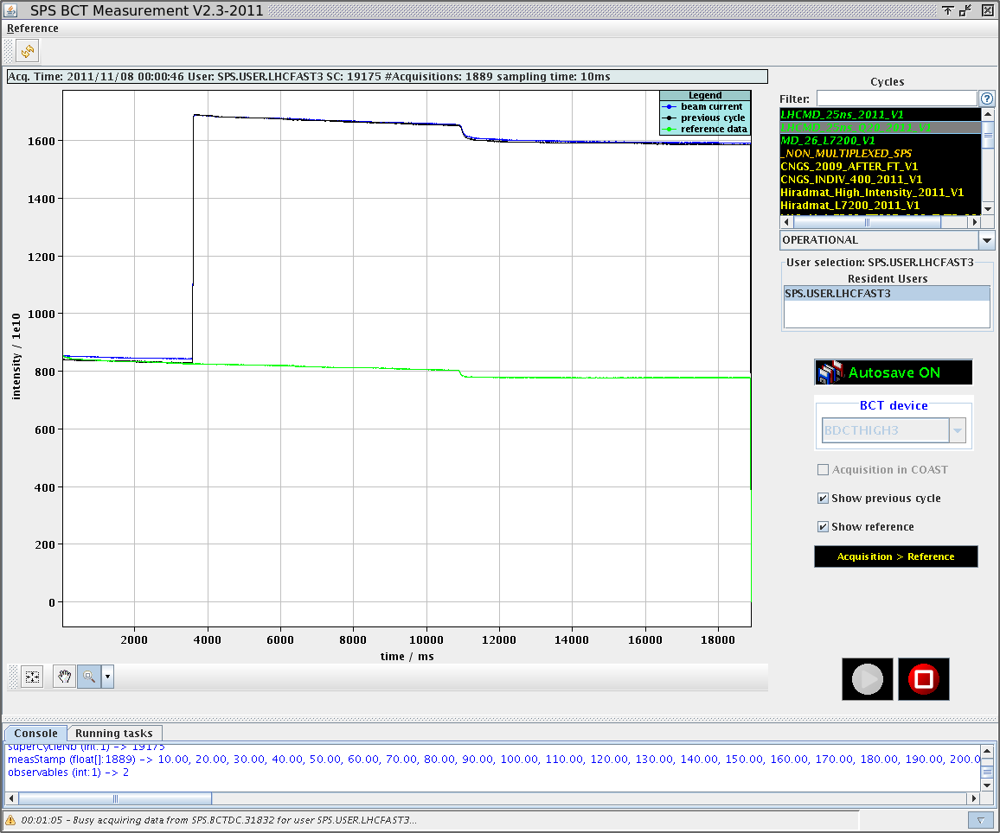 SPS BCT Measurement V2.3-2011
Reference
Acq. Time: 2011/11/08 00:00:46 User: SPS.USER.LHCFAST3 SC: 19175 #Acquisitions: 1889 sampling time: 10ms
Legend
beam current
previous cycle
reference data
1600
1400
1200
1000
800
600
400
200
0
intensity / 1e10
2000 4000 6000 8000 10000 12000 14000 16000 18000
time / ms
Cycles
Filter:
?
LHCMD_25ns_2011_V1
LHCMD_25ns_Q20_2011_V1
MD_26_L7200_V1
_NON_MULTIPLEXED_SPS
CNGS_2009_AFTER_FT_V1
CNGS_INDIV_400_2011_V1
Hiradmat_High_Intensity_2011_V1
Hiradmat_L7200_2011_V1
OPERATIONAL
User selection: SPS.USER.LHCFAST3
Resident Users
SPS.USER.LHCFAST3
Autosave ON
BCT device
BDCTHIGH3
Acquisition in COAST
Show previous cycle
Show reference
Acquisition > Reference
Console
Running tasks
superCycleNb (int:1) -> 19175
measStamp (float[]:1889) -> 10.00, 20.00, 30.00, 40.00, 50.00, 60.00, 70.00, 80.00, 90.00, 100.00, 110.00, 120.00, 130.00, 140.00, 150.00, 160.00, 170.00, 180.00, 190.00, 200.0
observables (int:1) -> 2
00:01:05 - Busy acquiring data from SPS.BCTDC.31832 for user SPS.USER.LHCFAST3...